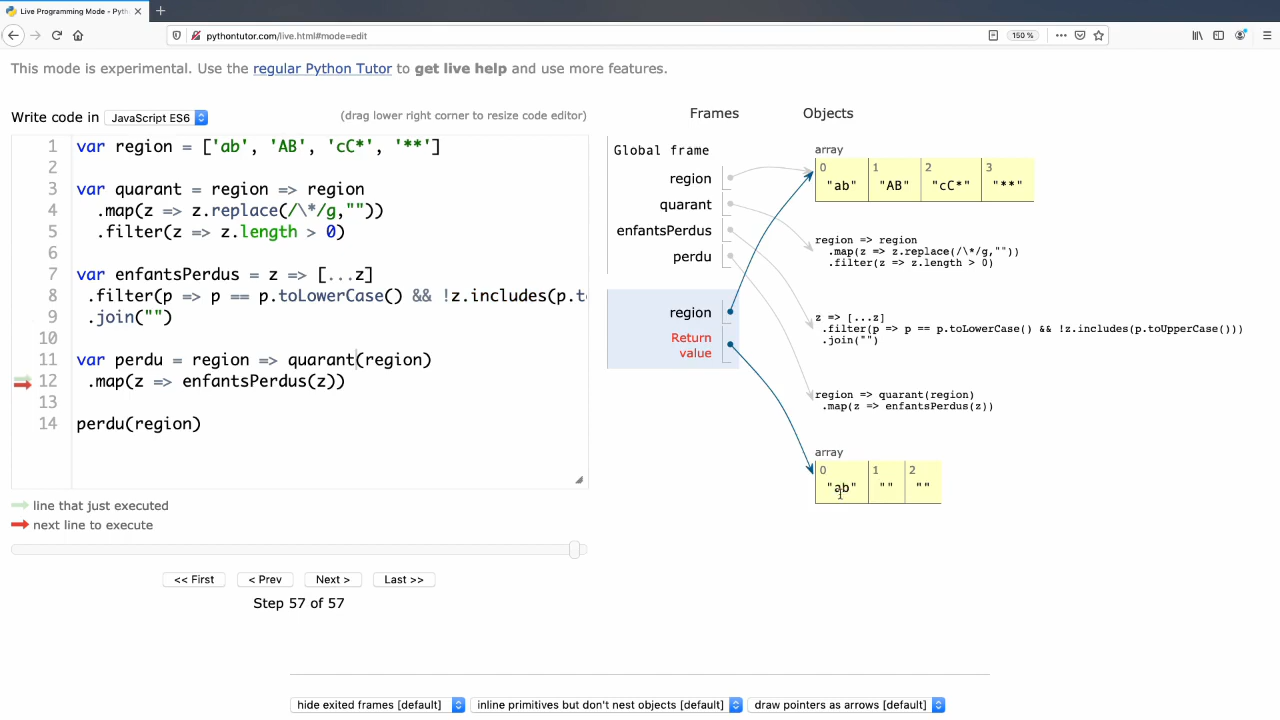 Live Programming Mode - Pyth
pythontutor.com/live.html#mode=edit
150 %
This mode is experimental. Use the regular Python Tutor to get live help and use more features.
Write code in JavaScript ES6
(drag lower right corner to resize code editor)
1 var region = ['ab', 'AB', 'cC*', '**']
2
3 var quarant = region => region
4 .map(z => z.replace(/\*/g,""))
5 .filter(z => z.length > 0)
6
7 var enfantsPerdus = z => [...z]
8 .filter(p => p == p.toLowerCase() && !z.includes(p.t
9 .join("")
10
11 var perdu = region => quarant(region)
12 .map(z => enfantsPerdus(z))
13
14 perdu(region)
line that just executed
next line to execute
<< First
< Prev
Next >
Last >>
Step 57 of 57
Frames
Objects
Global frame
region
quarant
enfantsPerdus
perdu
region
Return
value
array
0 1 2 3
"ab" "AB" "cC*" "**"
region => region
.map(z => z.replace(/\*/g,""))
.filter(z => z.length > 0)
z => [...z]
.filter(p => p == p.toLowerCase() && !z.includes(p.toUpperCase()))
.join("")
region => quarant(region)
.map(z => enfantsPerdus(z))
array
0 1 2
"ab" "" ""
hide exited frames [default]
inline primitives but don't nest objects [default]
draw pointers as arrows [default]